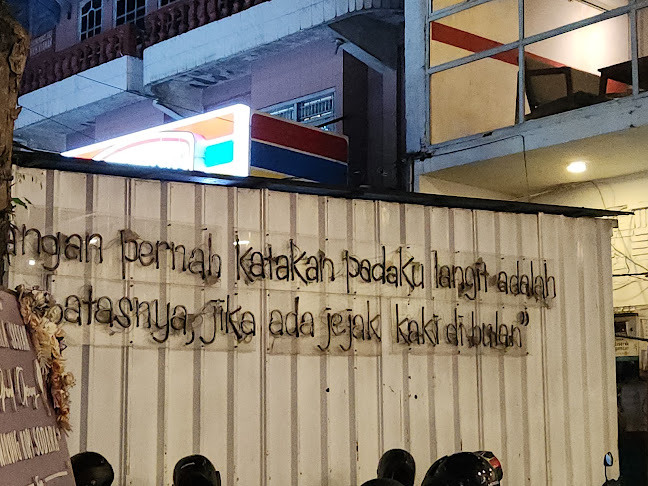 angan pernah katakan padaku langit adalah
batasnya, jika ada jejak kaki di bulan"